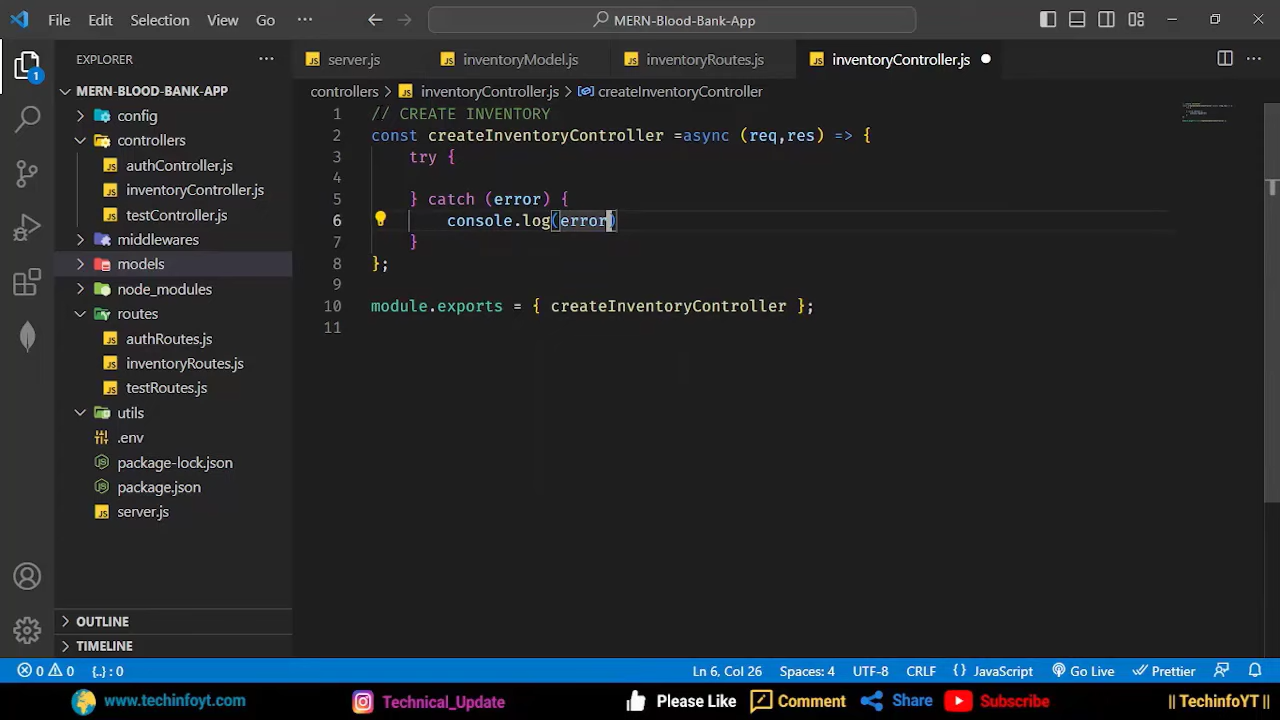 File Edit Selection View Go ··· MERN-Blood-Bank-App
EXPLORER ···
server.js inventoryModel.js inventoryRoutes.js inventoryController.js
MERN-BLOOD-BANK-APP
config
controllers
authController.js
inventoryController.js
testController.js
middlewares
models
node_modules
routes
authRoutes.js
inventoryRoutes.js
testRoutes.js
utils
.env
package-lock.json
package.json
server.js
OUTLINE
TIMELINE
1
controllers > inventoryController.js > createInventoryController
1 // CREATE INVENTORY
2 const createInventoryController =async (req,res) => {
3 try {
4
5 } catch (error) {
6 console.log(error)
7 }
8 };
9
10 module.exports = { createInventoryController };
11
0 0 {..} : 0 Ln 6, Col 26 Spaces: 4 UTF-8 CRLF {} JavaScript Go Live Prettier
www.techinfoyt.com Technical_Update Please Like Comment Share Subscribe || TechinfoYT ||